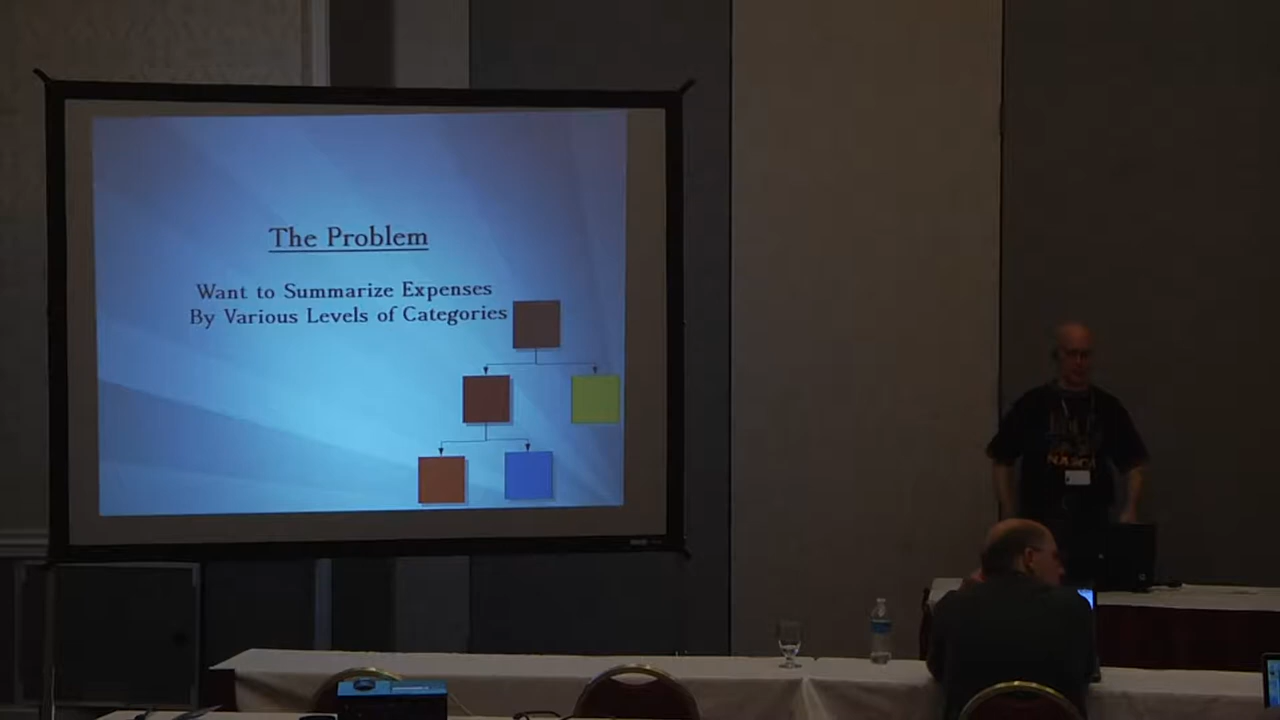 The Problem
Want to Summarize Expenses
By Various Levels of Categories